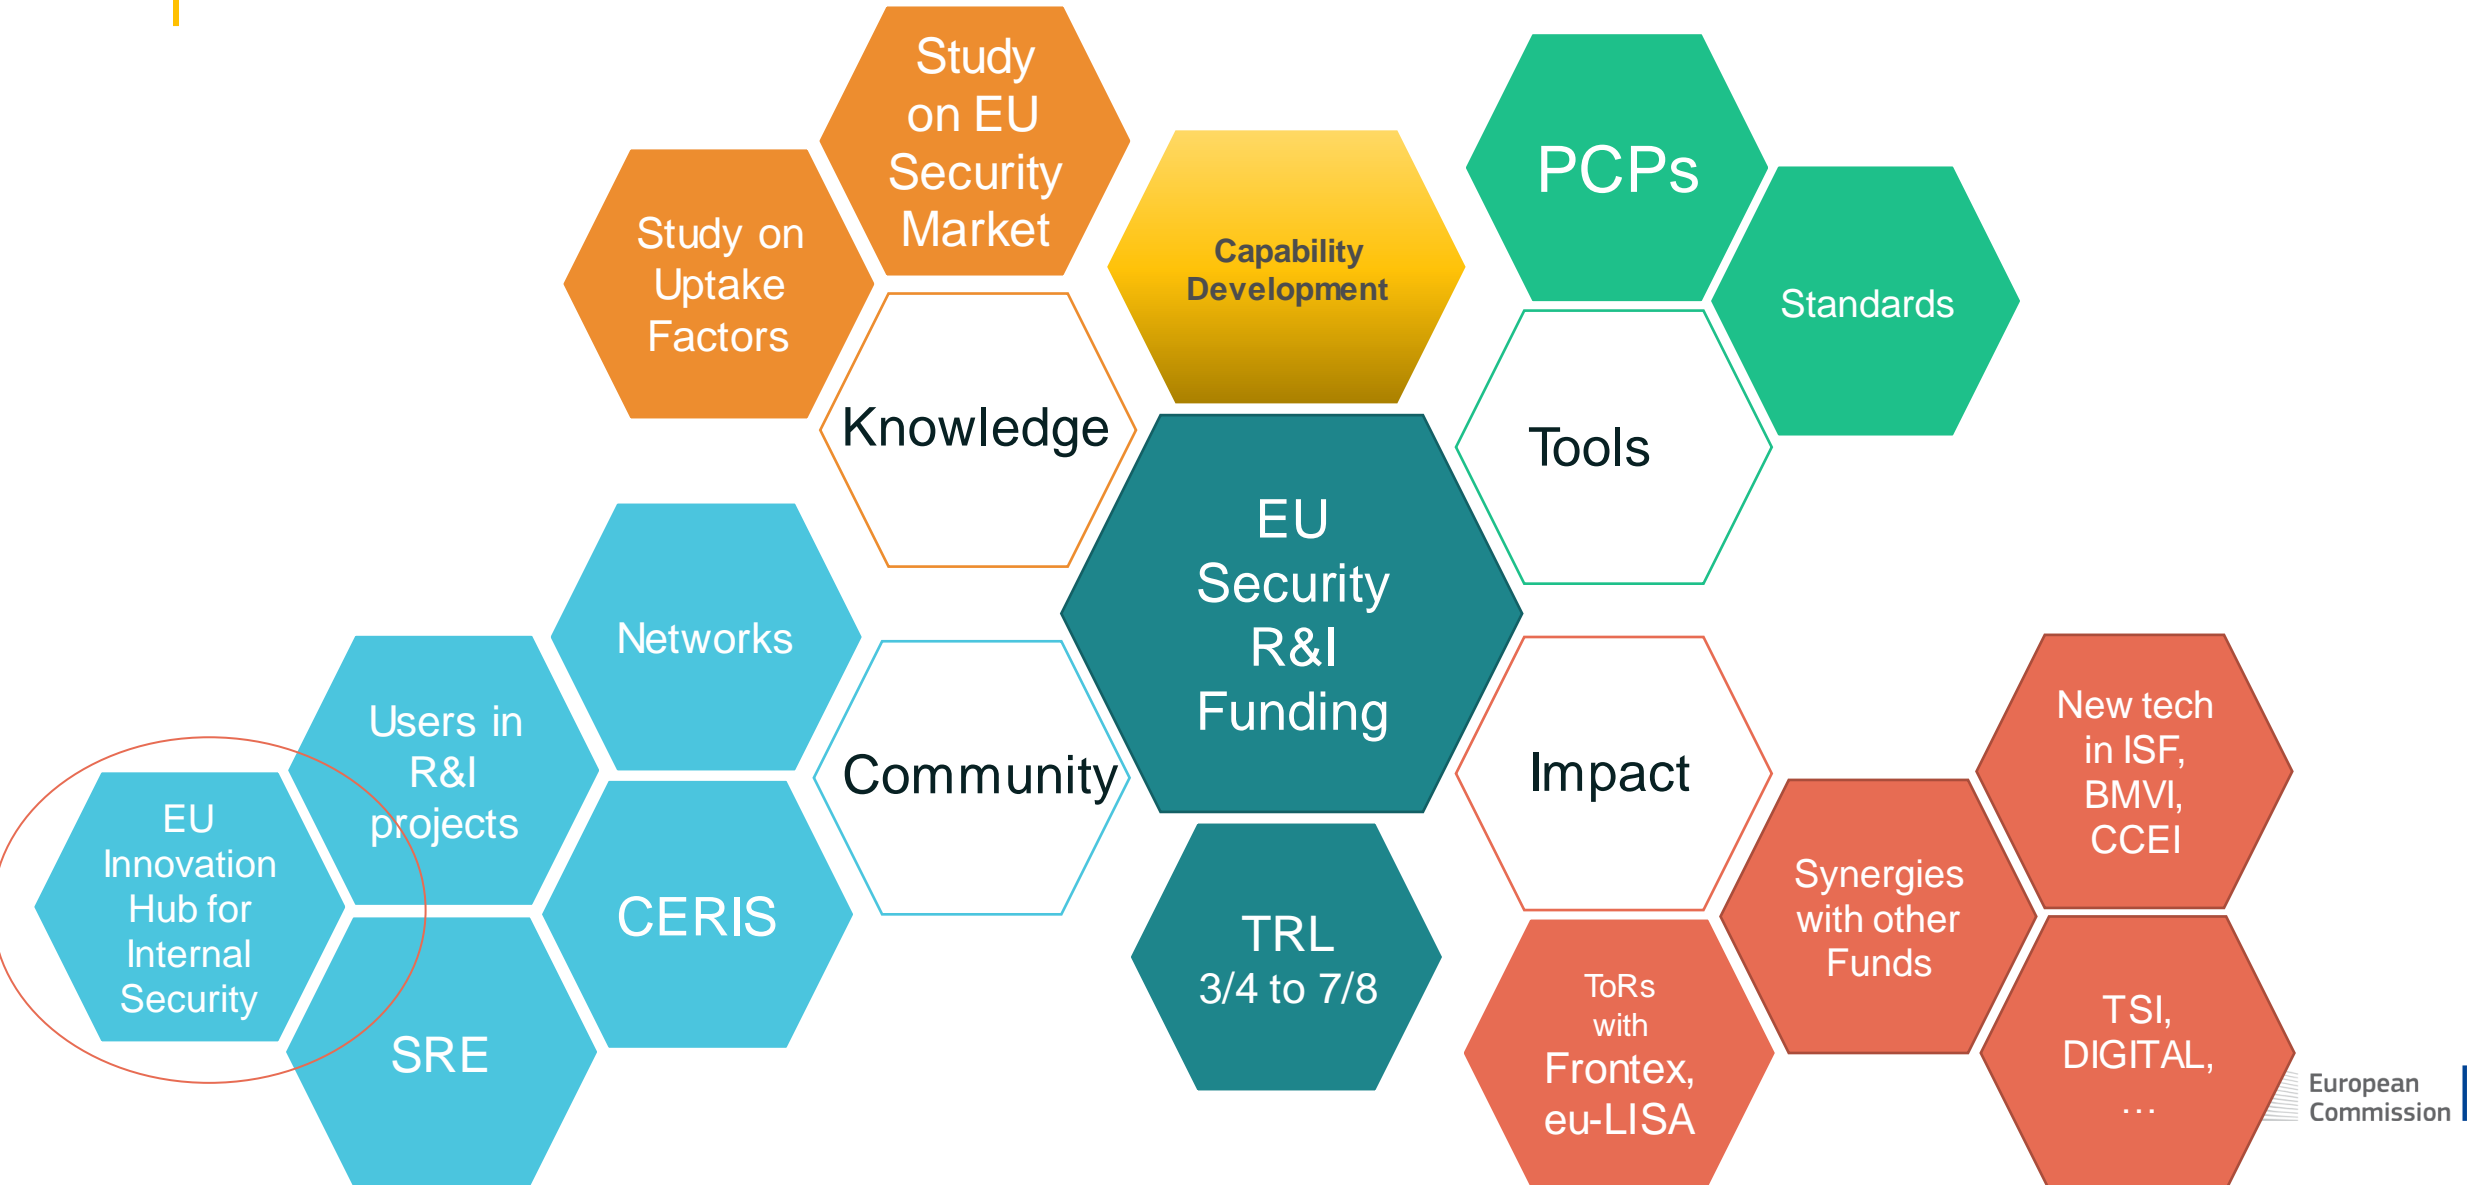 Study
on EU
Security
Market
Study on
Uptake
Factors
Knowledge
Capability
Development
PCPs
Standards
Tools
EU
Security
R&I
Funding
Networks
Users in
R&I
projects
EU
Innovation
Hub for
Internal
Security
SRE
CERIS
Community
TRL
3/4 to 7/8
Impact
ToRs
with
Frontex,
eu-LISA
Synergies
with other
Funds
New tech
in ISF,
BMVI,
CCEI
TSI,
DIGITAL,
...
European
Commission